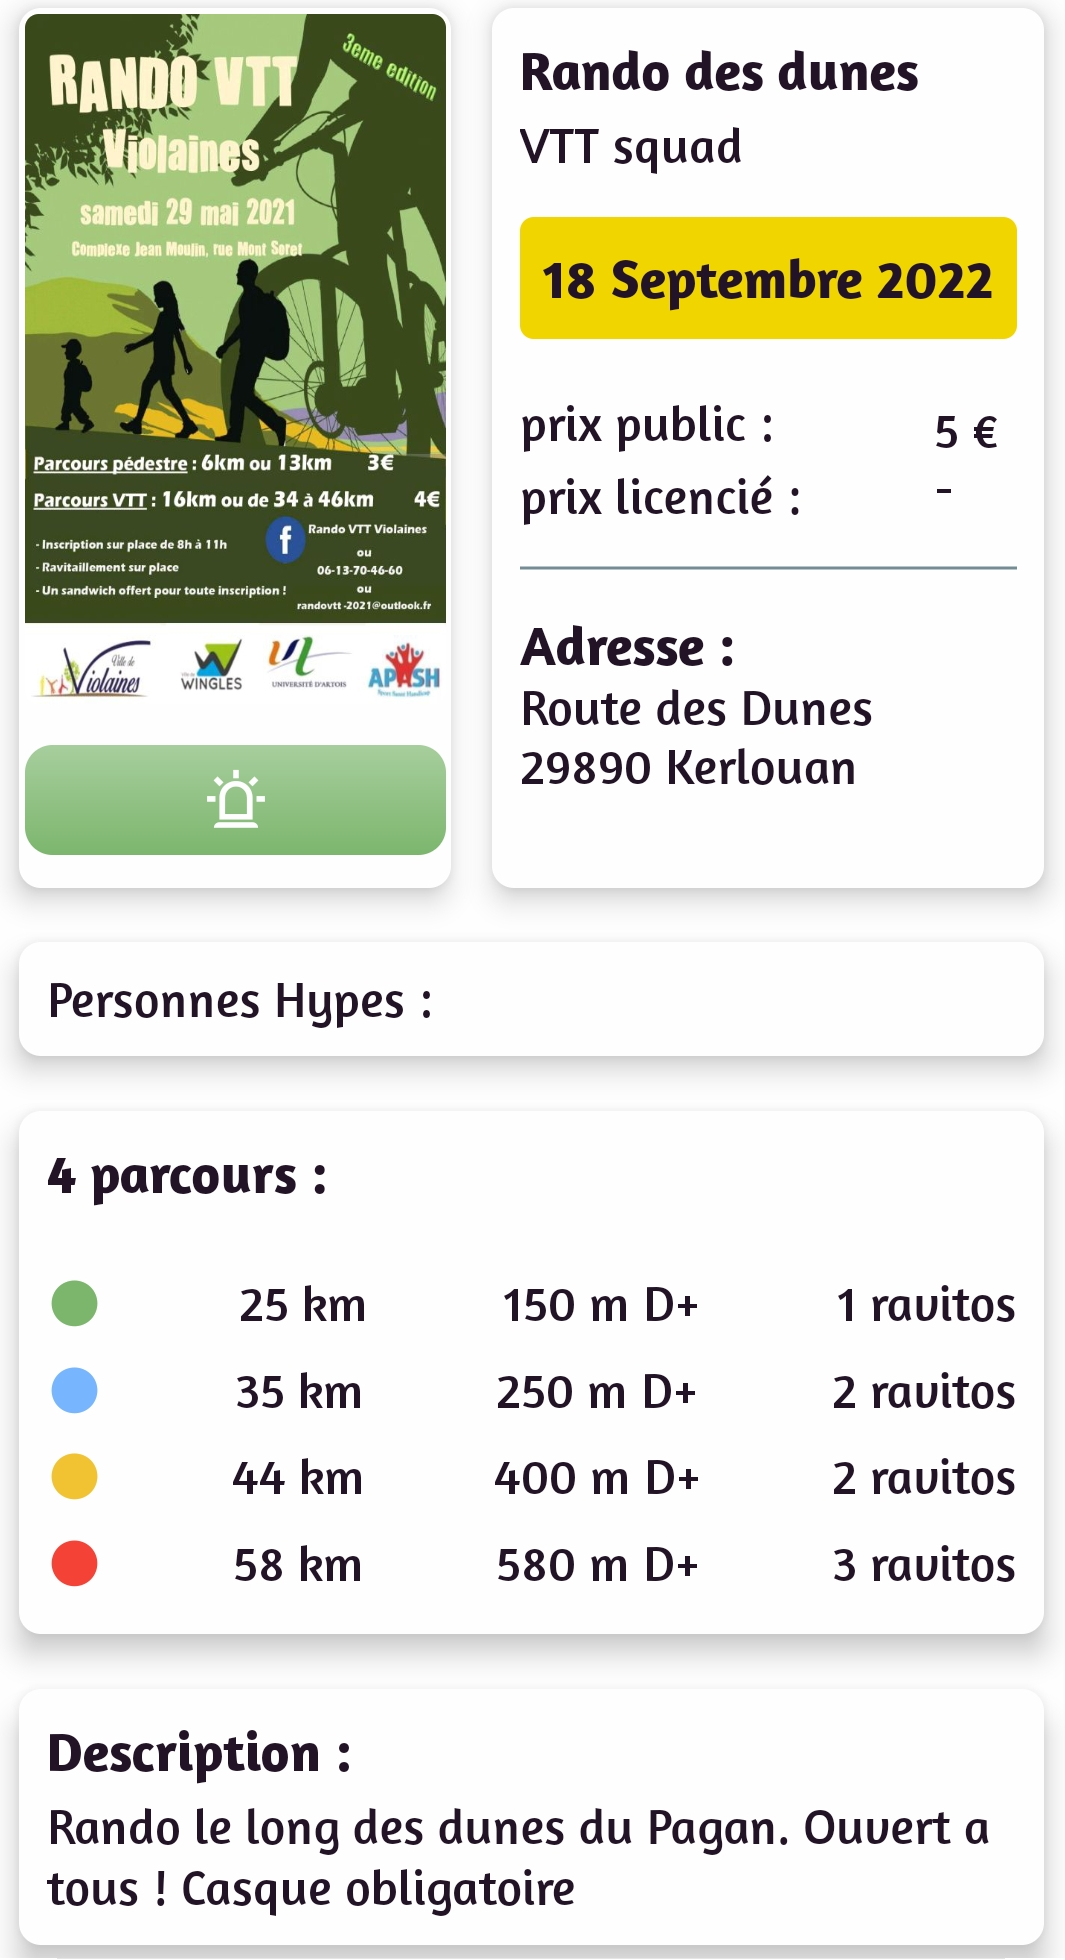 RANDO VTT
3eme edition
Violaines
samedi 29 mai 2021
Complexe Jean Moulin, rue Mont Soret
Parcours pédestre : 6km ou 13km 3€
Parcours VTT : 16km ou de 34 à 46km 4€
- Inscription sur place de 8h à 11h
- Ravitaillement sur place
- Un sandwich offert pour toute inscription !
f
Rando VTT Violaines
ou
06-13-70-46-60
ou
randovtt-2021@outlook.fr
Ville de
Violaines
WINGLES
UNIVERSITÉ D'ARTOIS
APSH
Sport Santé Handicap
Rando des dunes
VTT squad
18 Septembre 2022
prix public : 5 €
prix licencié : -
Adresse :
Route des Dunes
29890 Kerlouan
Personnes Hypes :
4 parcours :
25 km 150 m D+ 1 ravitos
35 km 250 m D+ 2 ravitos
44 km 400 m D+ 2 ravitos
58 km 580 m D+ 3 ravitos
Description :
Rando le long des dunes du Pagan. Ouvert a
tous ! Casque obligatoire